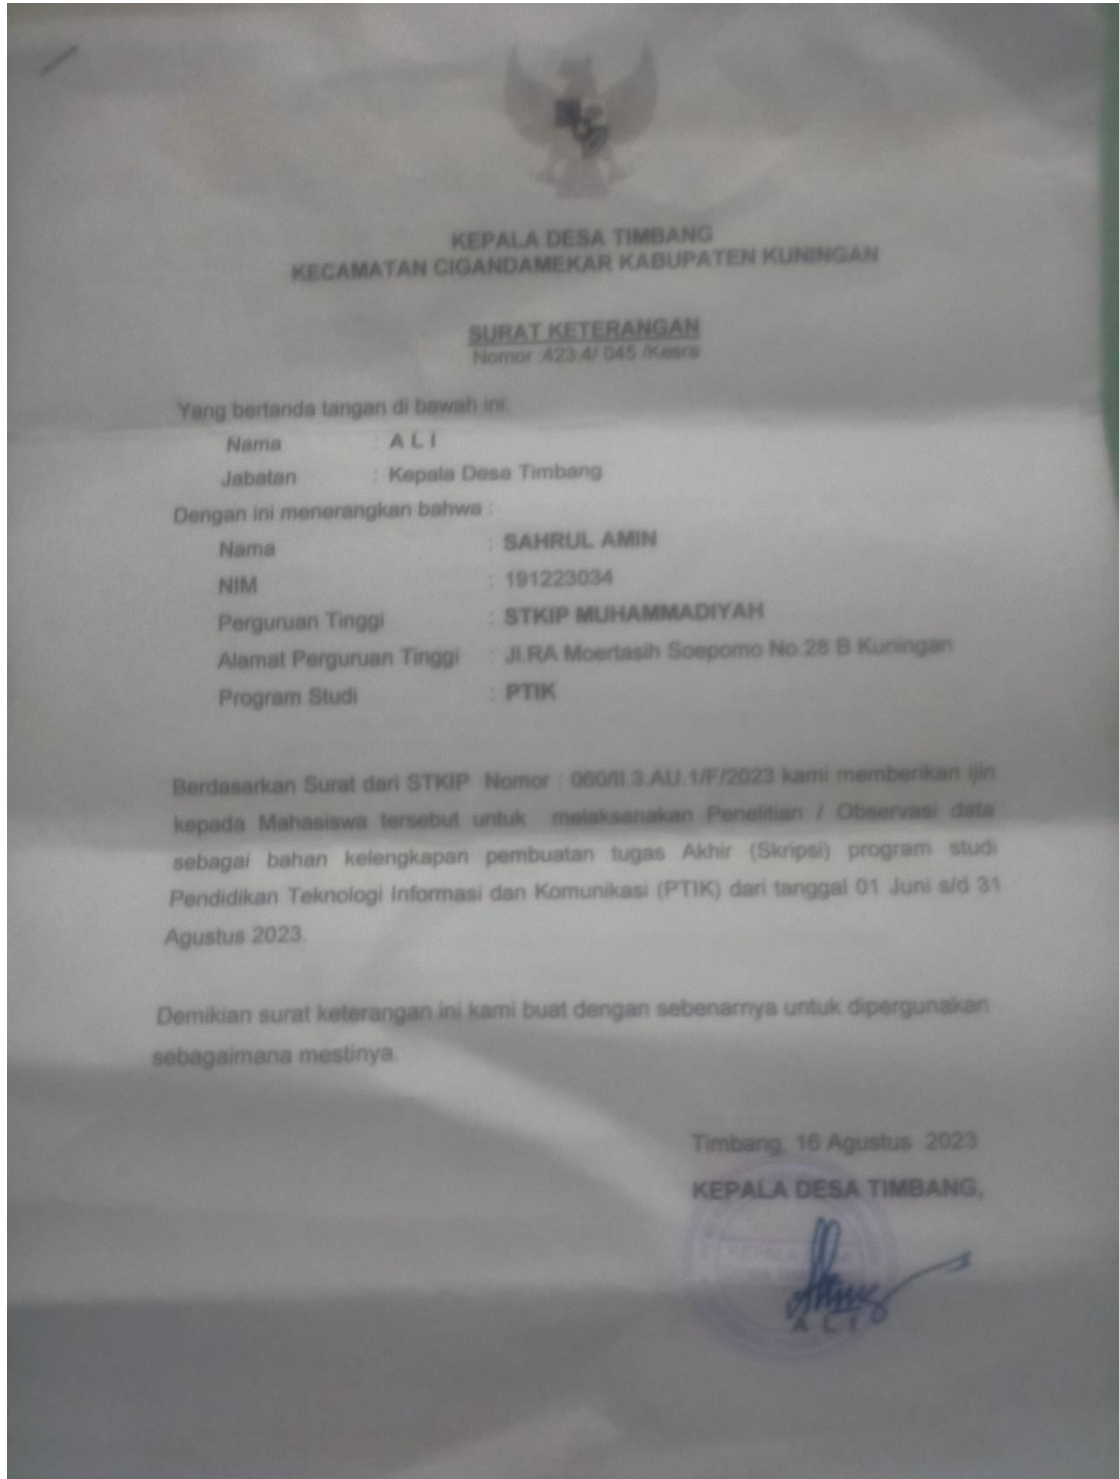 KEPALA DESA TIMBANG
KECAMATAN CIGANDAMEKAR KABUPATEN KUNINGAN
SURAT KETERANGAN
Nomor :423.4/ 045 /Kesra
Yang bertanda tangan di bawah ini:
Nama : A L I
Jabatan : Kepala Desa Timbang
Dengan ini menerangkan bahwa :
Nama : SAHRUL AMIN
NIM : 191223034
Perguruan Tinggi : STKIP MUHAMMADIYAH
Alamat Perguruan Tinggi : Jl.RA Moertasih Soepomo No.28 B Kuningan
Program Studi : PTIK
Berdasarkan Surat dari STKIP Nomor : 060/II.3.AU.1/F/2023 kami memberikan ijin
kepada Mahasiswa tersebut untuk melaksanakan Penelitian / Observasi data
sebagai bahan kelengkapan pembuatan tugas Akhir (Skripsi) program studi
Pendidikan Teknologi Informasi dan Komunikasi (PTIK) dari tanggal 01 Juni s/d 31
Agustus 2023.
Demikian surat keterangan ini kami buat dengan sebenarnya untuk dipergunakan
sebagaimana mestinya.
Timbang, 16 Agustus 2023
KEPALA DESA TIMBANG,
A L I